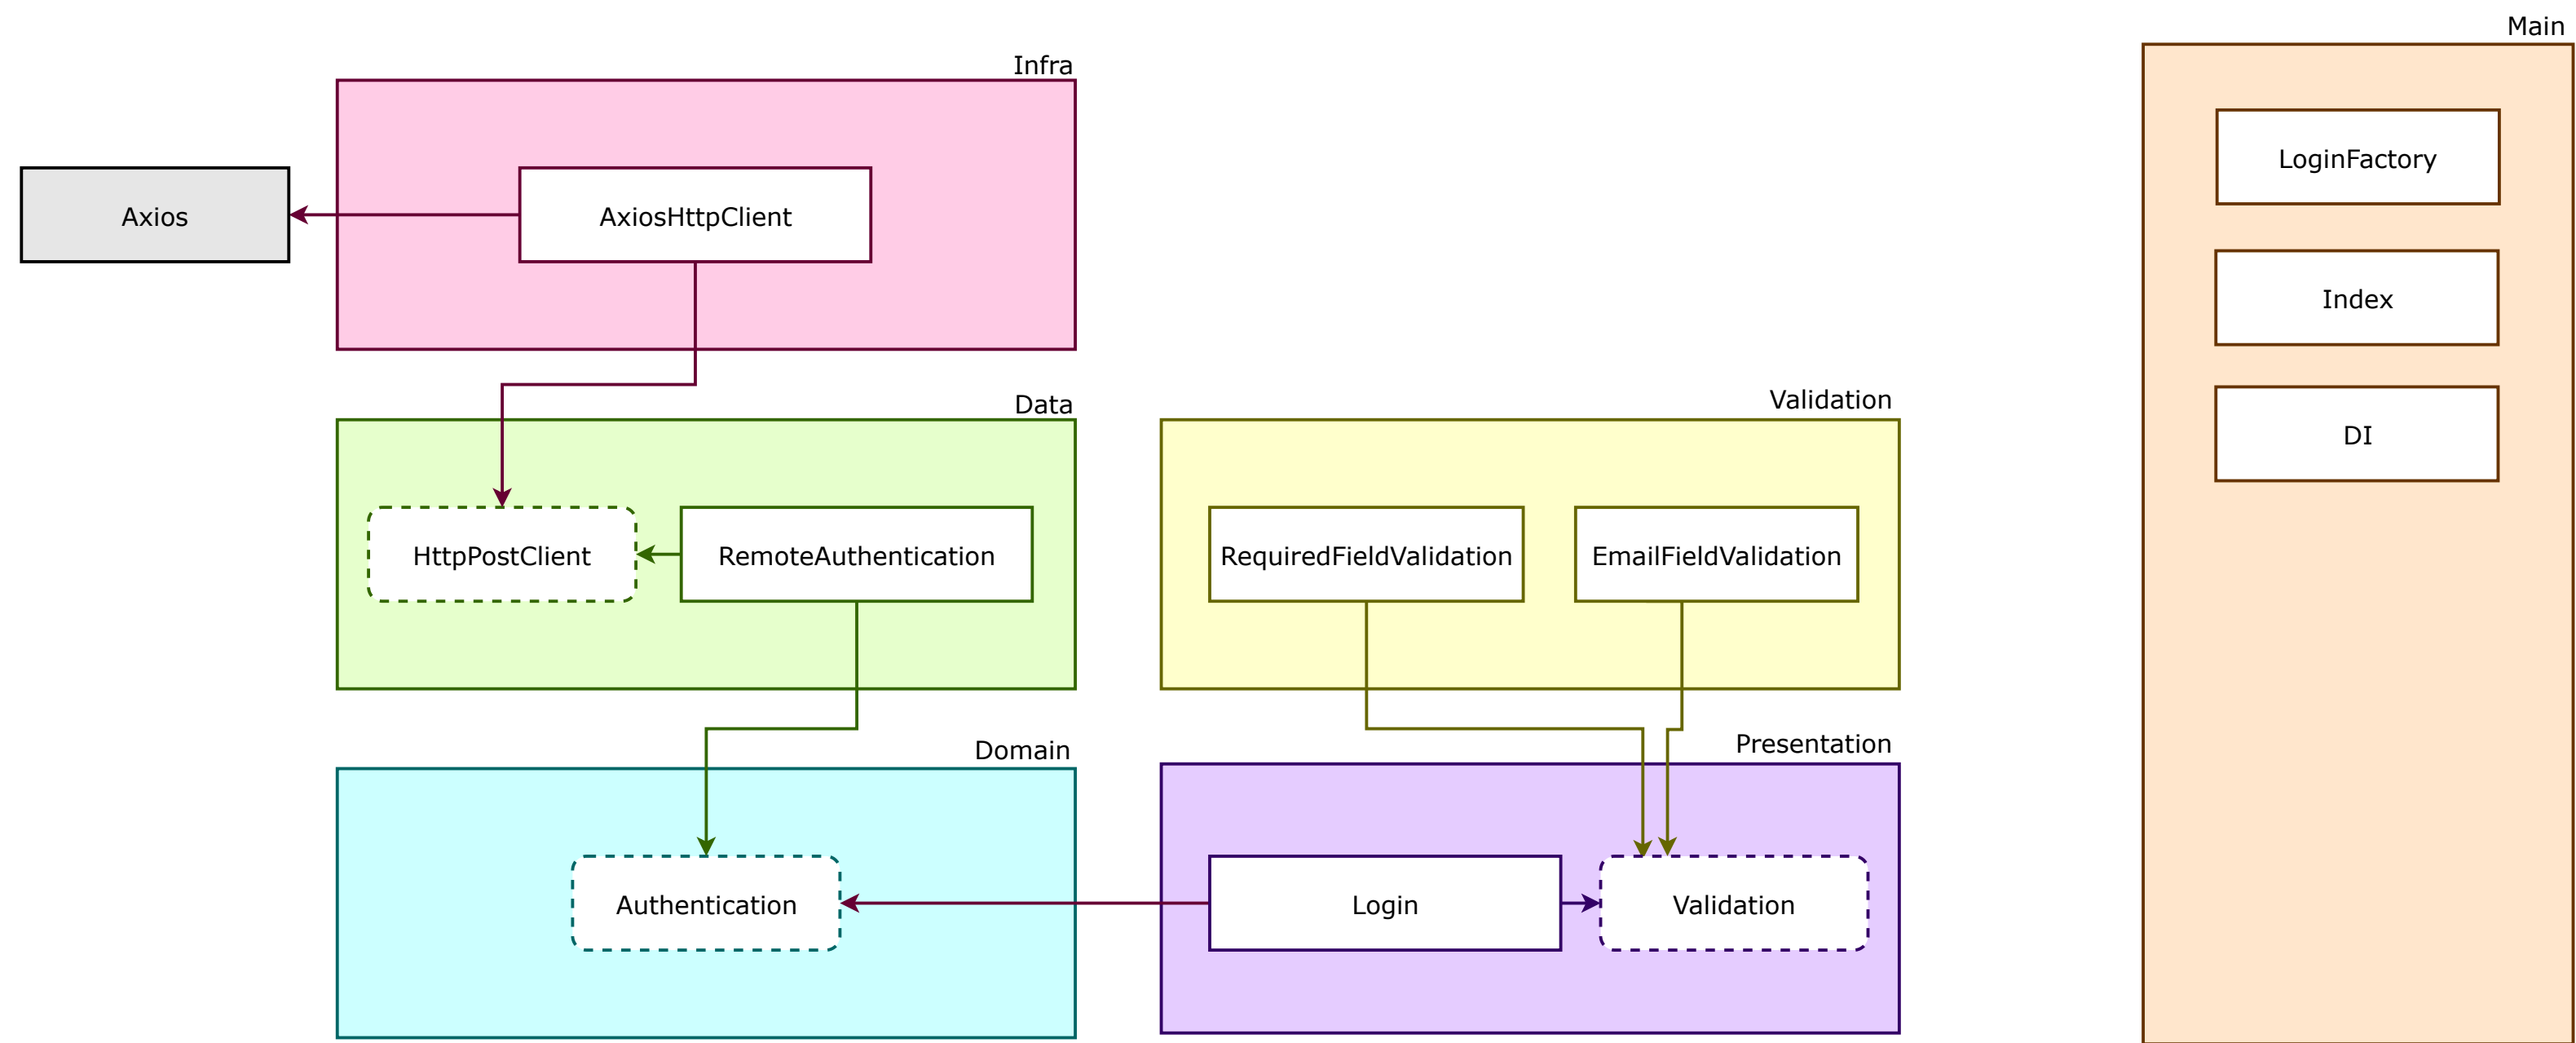 Main
Infra
LoginFactory
Axios
AxiosHttpClient
Index
Data
Validation
DI
HttpPostClient
RemoteAuthentication
RequiredFieldValidation
EmailFieldValidation
Domain
Presentation
Authentication
Login
Validation